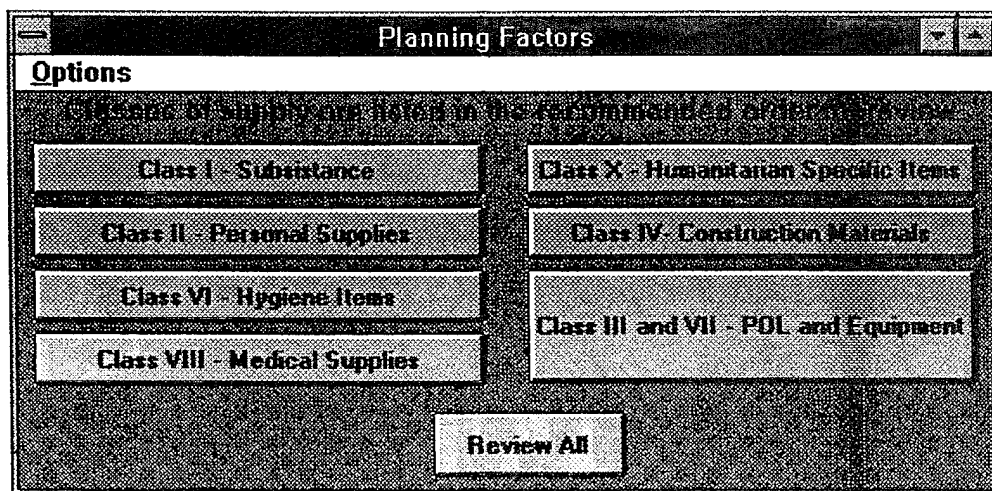 Planning Factors
Options
Classes of supply are listed in the recommended order of review
Class I - Subsistance
Class II - Personal Supplies
Class VI - Hygiene Items
Class VIII - Medical Supplies
Class X - Humanitarian Specific Items
Class IV- Construction Materials
Class III and VII - POL and Equipment
Review All